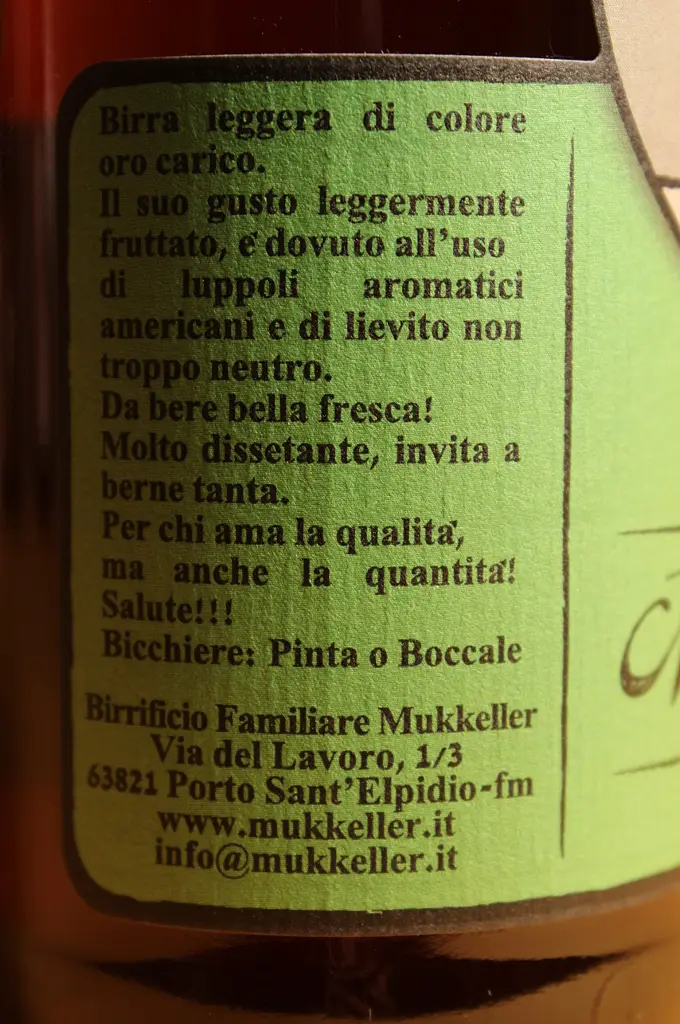 Birra leggera di colore
oro carico.
Il suo gusto leggermente
fruttato, e' dovuto all'uso
di luppoli aromatici
americani e di lievito non
troppo neutro.
Da bere bella fresca!
Molto dissetante, invita a
berne tanta.
Per chi ama la qualita',
ma anche la quantita'!
Salute!!!
Bicchiere: Pinta o Boccale
Birrificio Familiare Mukkeller
Via del Lavoro, 1/3
63821 Porto Sant'Elpidio-fm
www.mukkeller.it
info@mukkeller.it